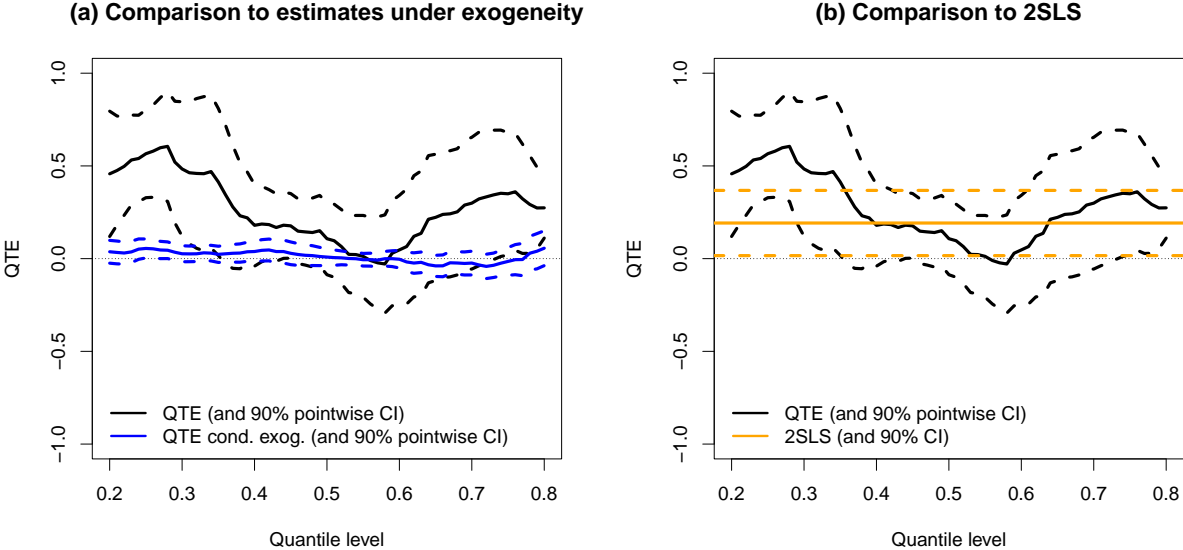 (a) Comparison to estimates under exogeneity
QTE
1.0
0.5
0.0
−0.5
−1.0
QTE (and 90% pointwise CI)
QTE cond. exog. (and 90% pointwise CI)
0.2 0.3 0.4 0.5 0.6 0.7 0.8
Quantile level
(b) Comparison to 2SLS
QTE
1.0
0.5
0.0
−0.5
−1.0
QTE (and 90% pointwise CI)
2SLS (and 90% CI)
0.2 0.3 0.4 0.5 0.6 0.7 0.8
Quantile level